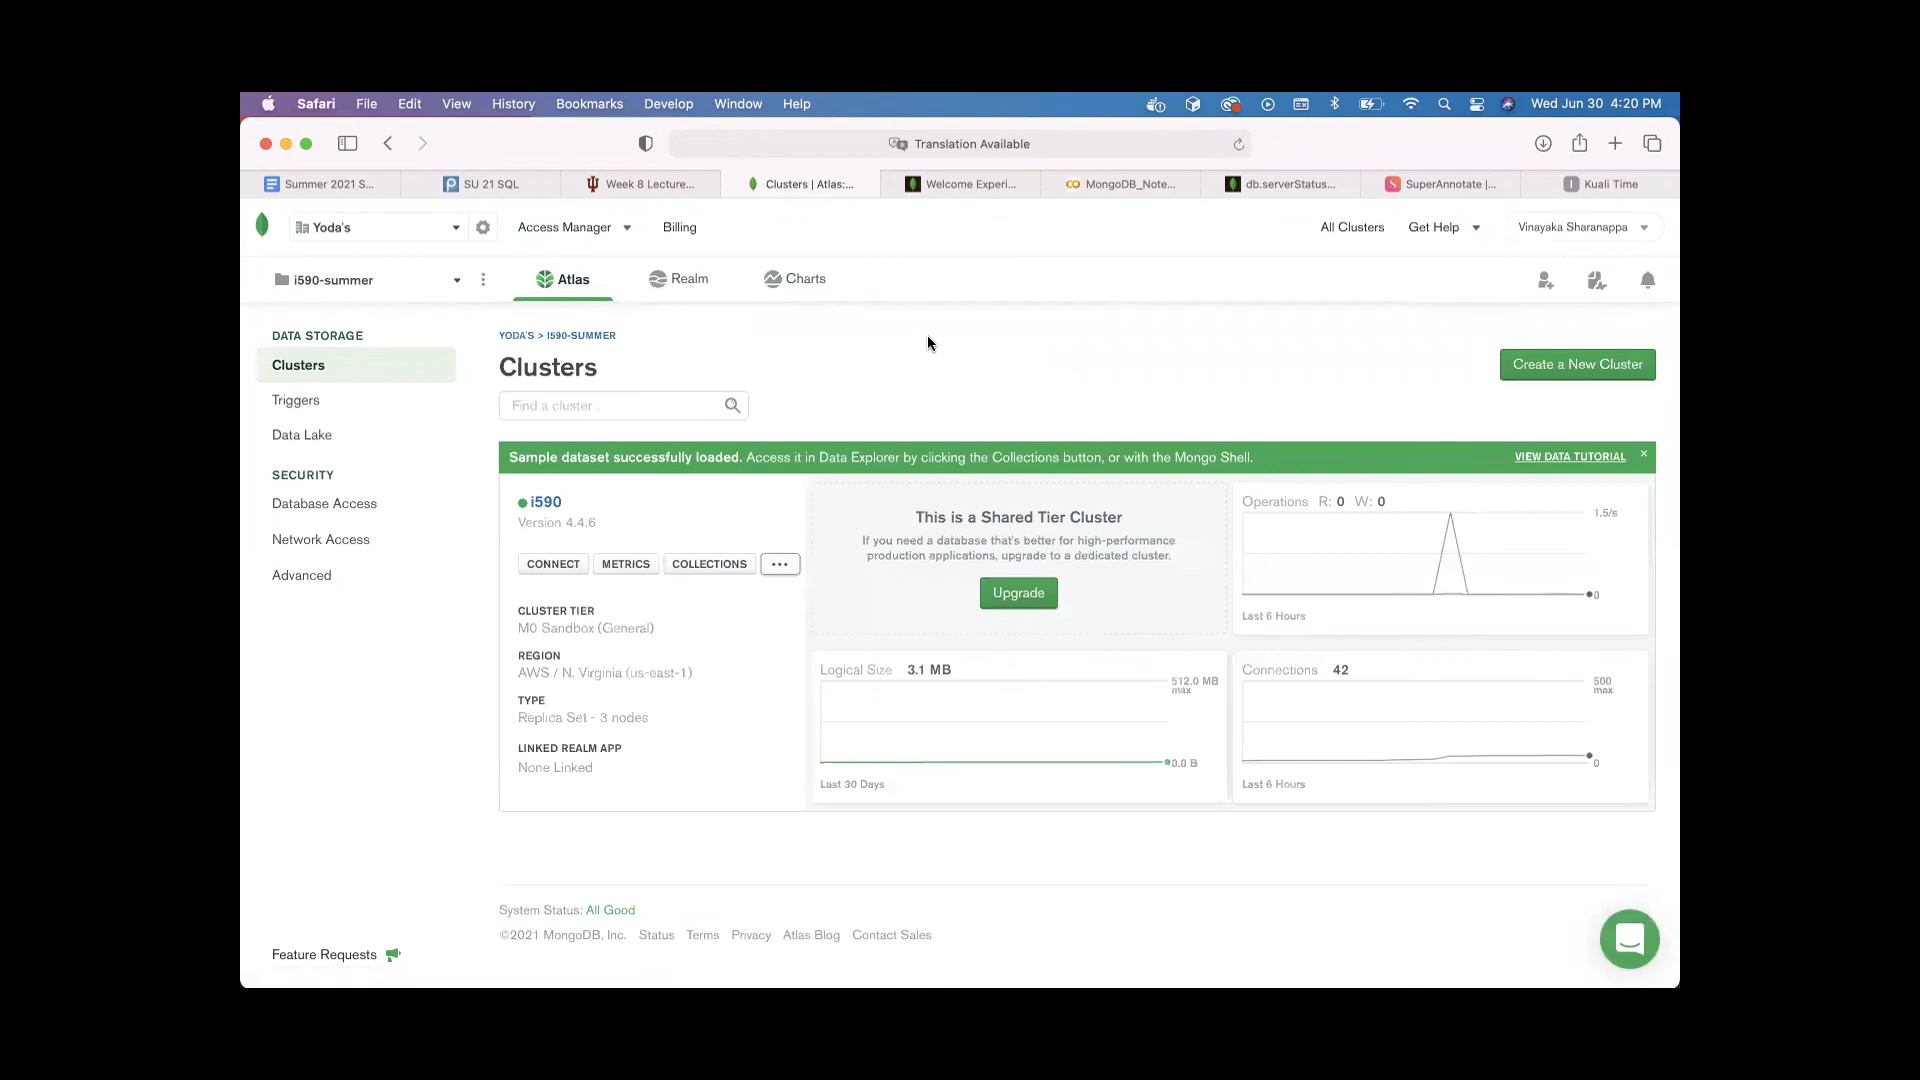 Safari File Edit View History Bookmarks Develop Window Help Wed Jun 30 4:20 PM
Translation Available
Summer 2021 S... SU 21 SQL Week 8 Lecture... Clusters | Atlas:... Welcome Experi... MongoDB_Note... db.serverStatus... SuperAnnotate |... Kuali Time
Yoda's Access Manager Billing All Clusters Get Help Vinayaka Sharanappa
i590-summer Atlas Realm Charts
DATA STORAGE
Clusters
Triggers
Data Lake
SECURITY
Database Access
Network Access
Advanced
Feature Requests
YODA'S > I590-SUMMER
Clusters
Create a New Cluster
Find a cluster...
Sample dataset successfully loaded. Access it in Data Explorer by clicking the Collections button, or with the Mongo Shell. VIEW DATA TUTORIAL
i590
Version 4.4.6
CONNECT METRICS COLLECTIONS ...
CLUSTER TIER
M0 Sandbox (General)
REGION
AWS / N. Virginia (us-east-1)
TYPE
Replica Set - 3 nodes
LINKED REALM APP
None Linked
This is a Shared Tier Cluster
If you need a database that's better for high-performance
production applications, upgrade to a dedicated cluster.
Upgrade
Operations R: 0 W: 0
1.5/s
0
Last 6 Hours
Logical Size 3.1 MB
512.0 MB
max
0.0 B
Last 30 Days
Connections 42
500
max
0
Last 6 Hours
System Status: All Good
©2021 MongoDB, Inc. Status Terms Privacy Atlas Blog Contact Sales